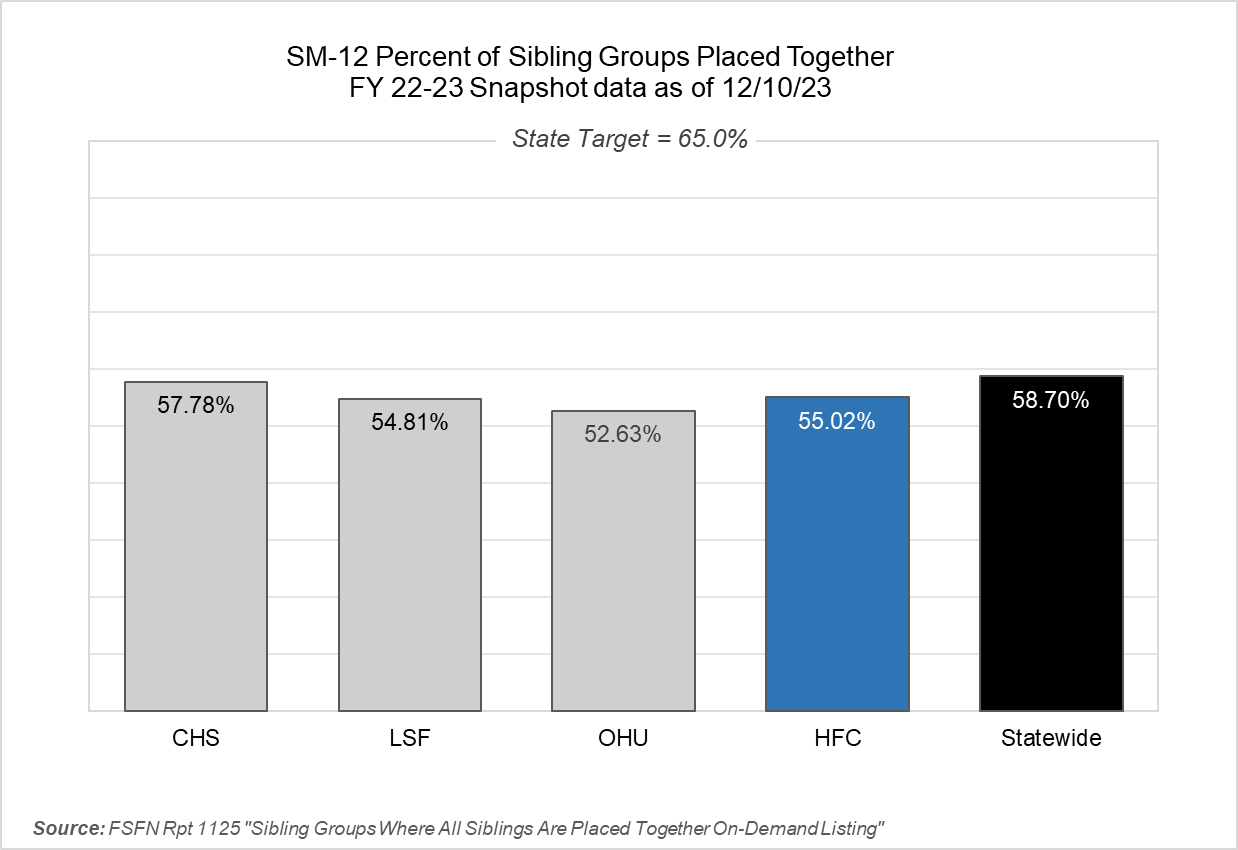 SM-12 Percent of Sibling Groups Placed Together
FY 22-23 Snapshot data as of 12/10/23
State Target = 65.0%
57.78%
54.81%
52.63%
55.02%
58.70%
CHS
LSF
OHU
HFC
Statewide
Source: FSFN Rpt 1125 "Sibling Groups Where All Siblings Are Placed Together On-Demand Listing"